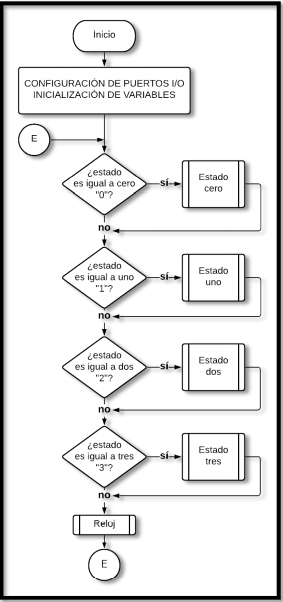 Inicio
CONFIGURACIÓN DE PUERTOS I/O
INICIALIZACIÓN DE VARIABLES
E
¿estado
es igual a cero
"0"?
sí
Estado
cero
no
¿estado
es igual a uno
"1"?
sí
Estado
uno
no
¿estado
es igual a dos
"2"?
sí
Estado
dos
no
¿estado
es igual a tres
"3"?
sí
Estado
tres
no
Reloj
E